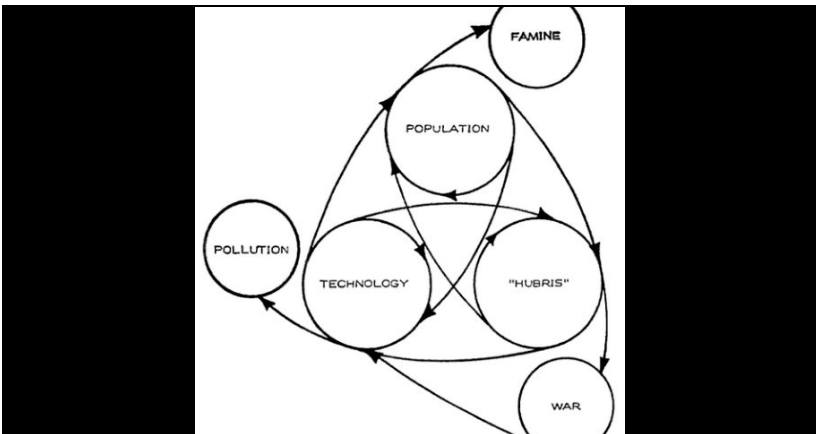 FAMINE
POPULATION
POLLUTION
TECHNOLOGY
"HUBRIS"
WAR